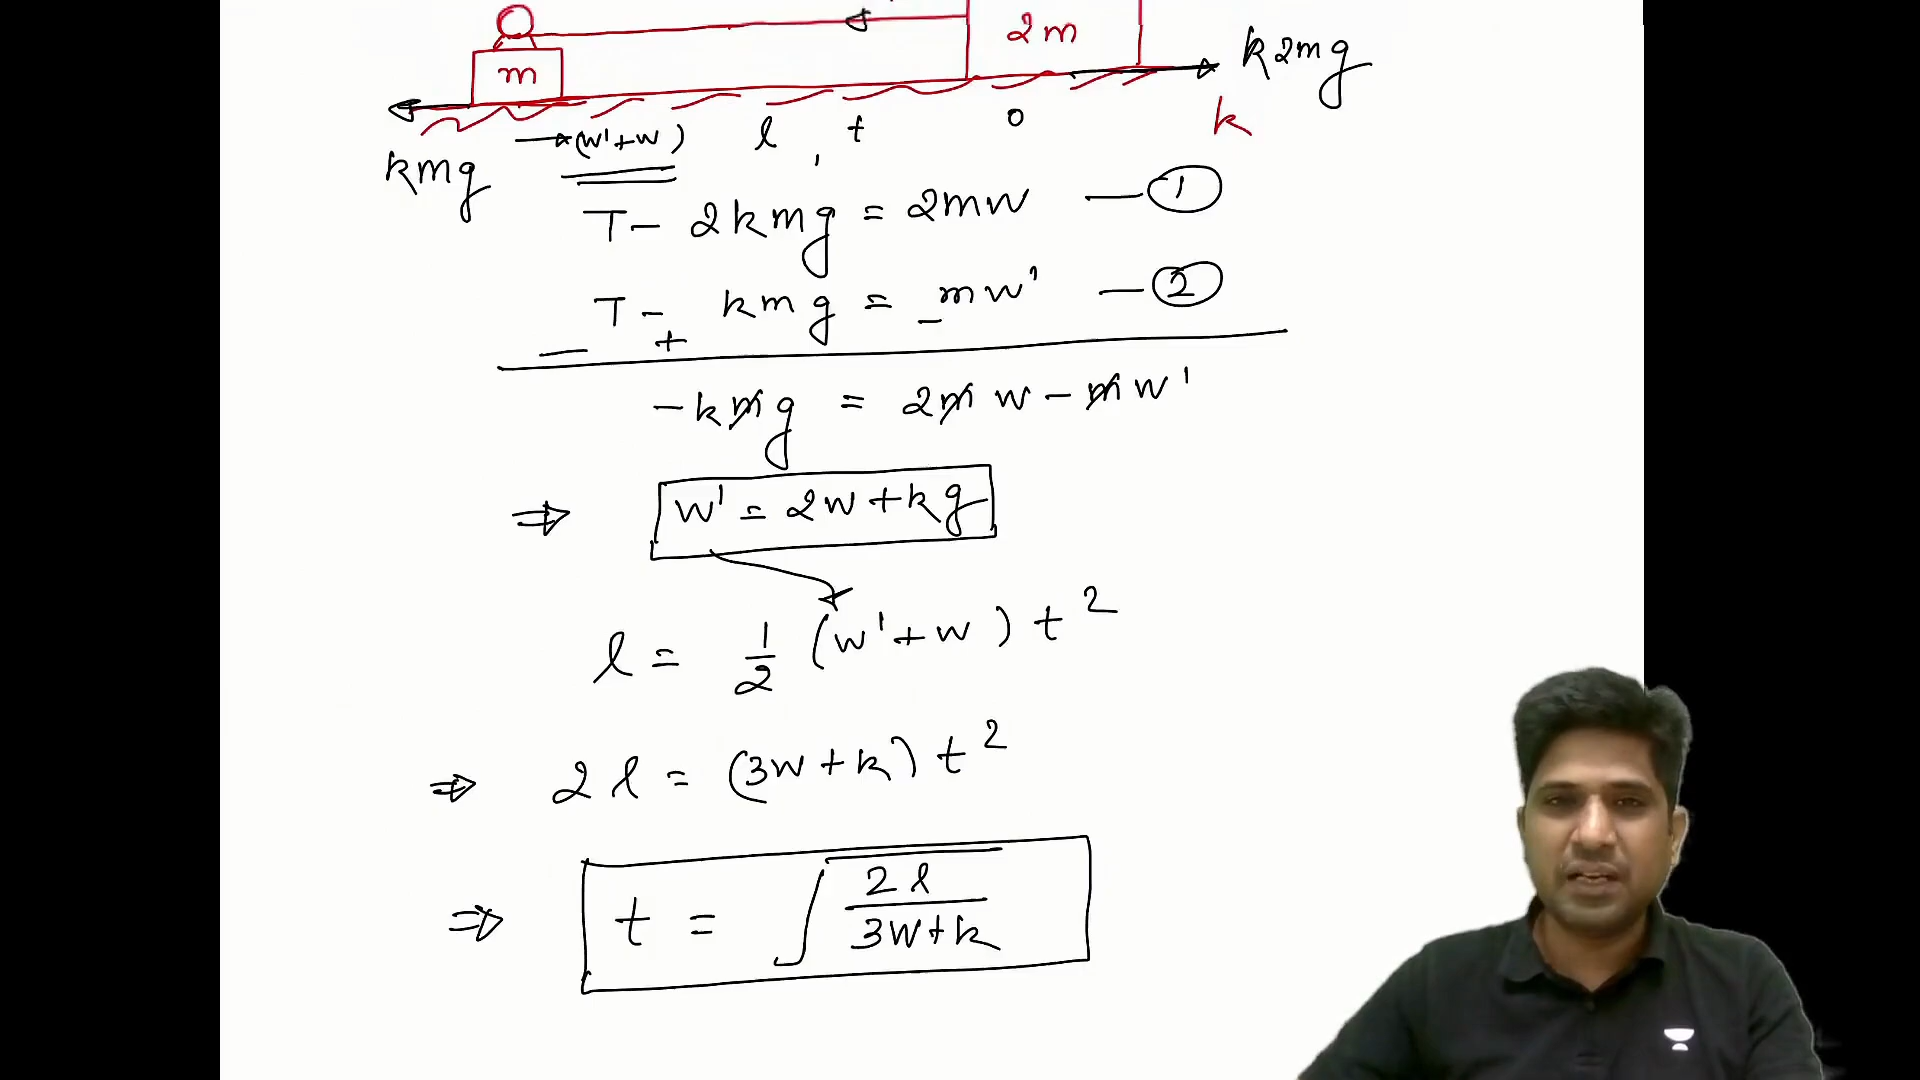 2m
k2mg
m
kmg
→(w'+w)
l , t
0
k
T - 2kmg = 2mw — ①
T - kmg = mw' — ②
- + -
-kmg = 2mw - mw'
⇒ w' = 2w + kg
l = 1/2 (w'+w) t²
⇒ 2l = (3w+k) t²
⇒ t = √(2l/(3w+k))